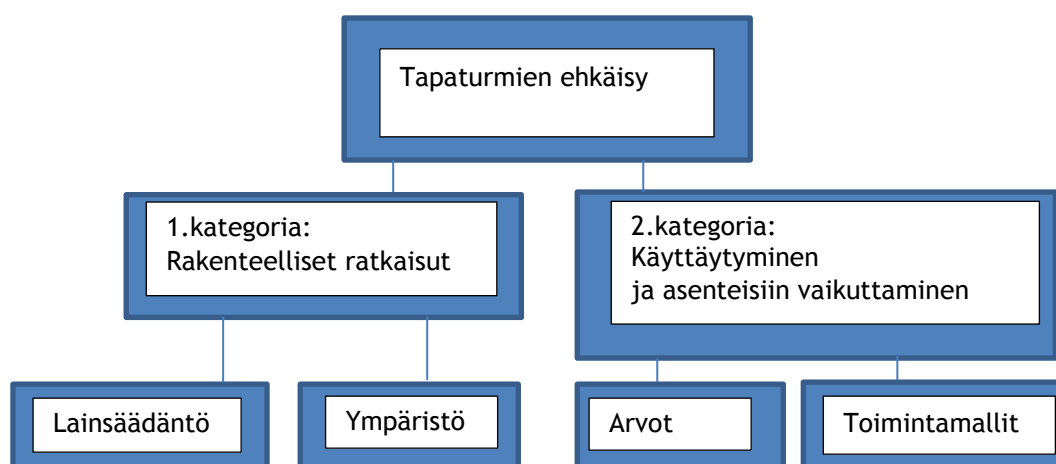 Tapaturmien ehkäisy
1.kategoria:
Rakenteelliset ratkaisut
2.kategoria:
Käyttäytyminen
ja asenteisiin vaikuttaminen
Lainsäädäntö
Ympäristö
Arvot
Toimintamallit